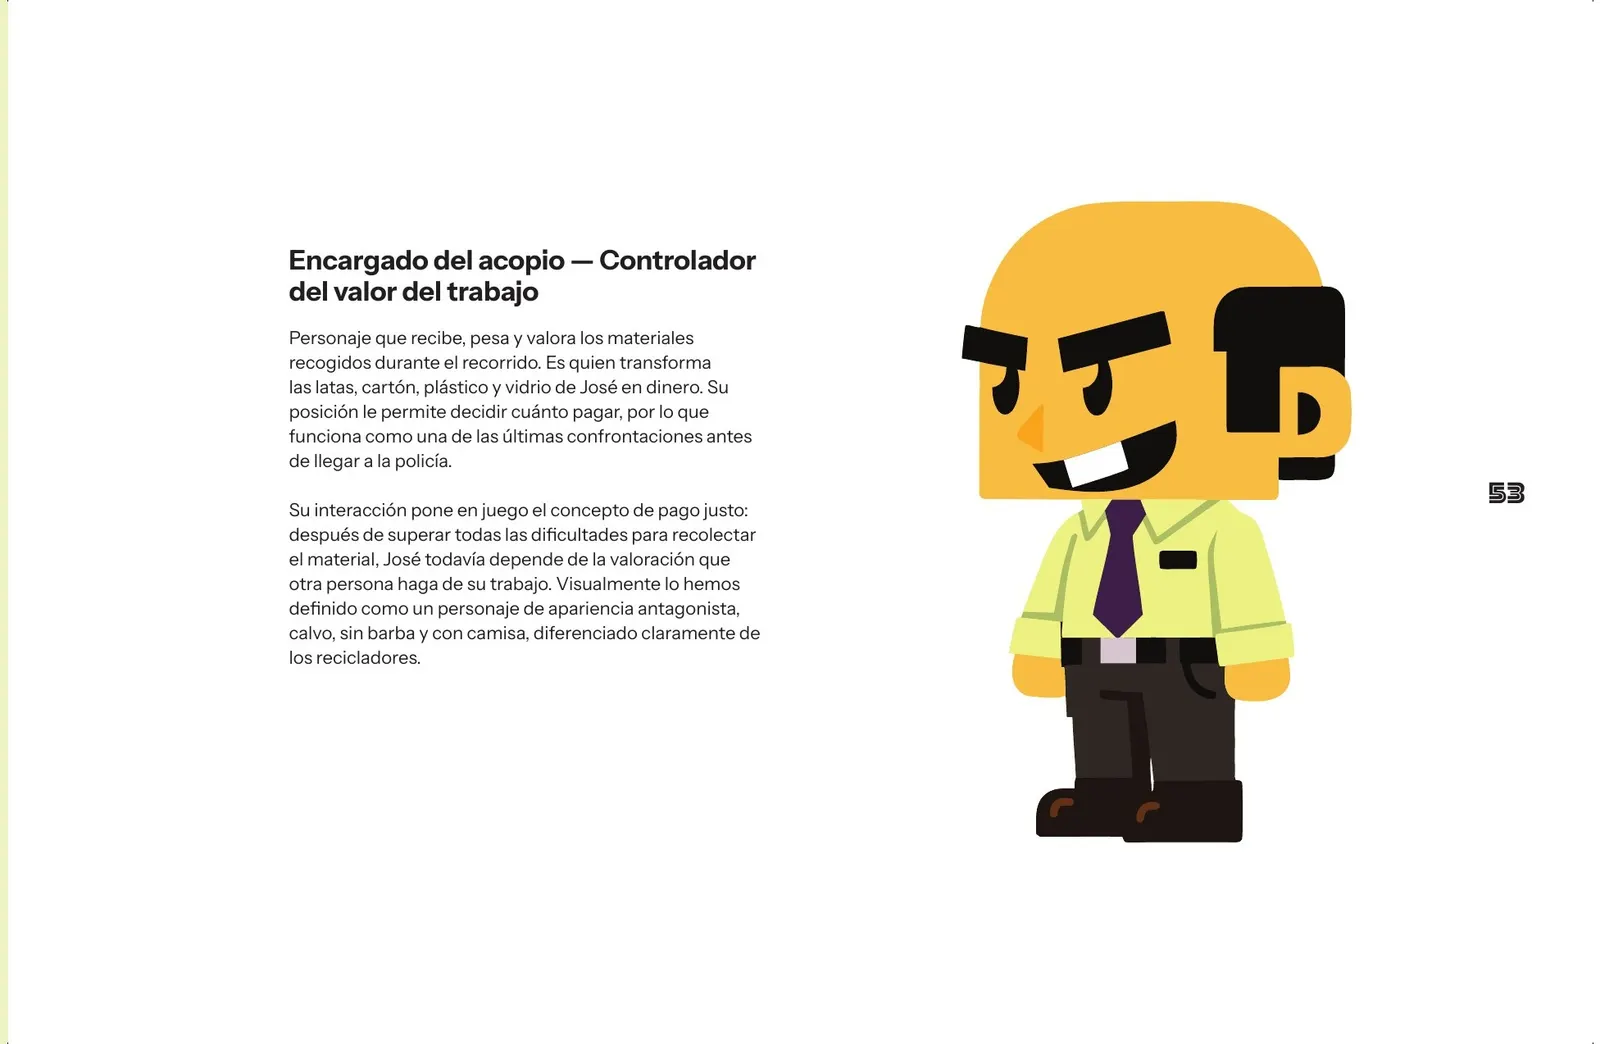 Encargado del acopio — Controlador
del valor del trabajo
Personaje que recibe, pesa y valora los materiales
recogidos durante el recorrido. Es quien transforma
las latas, cartón, plástico y vidrio de José en dinero. Su
posición le permite decidir cuánto pagar, por lo que
funciona como una de las últimas confrontaciones antes
de llegar a la policía.
Su interacción pone en juego el concepto de pago justo:
después de superar todas las dificultades para recolectar
el material, José todavía depende de la valoración que
otra persona haga de su trabajo. Visualmente lo hemos
definido como un personaje de apariencia antagonista,
calvo, sin barba y con camisa, diferenciado claramente de
los recicladores.
53